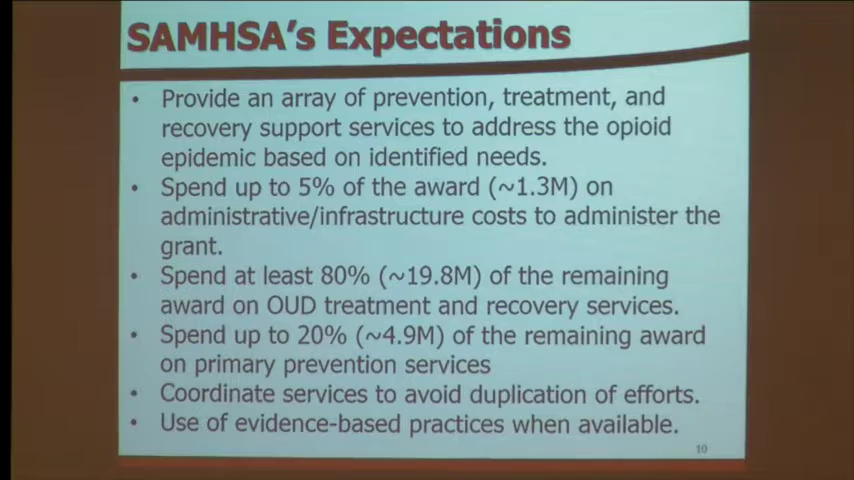 SAMHSA's Expectations
• Provide an array of prevention, treatment, and
recovery support services to address the opioid
epidemic based on identified needs.
• Spend up to 5% of the award (~1.3M) on
administrative/infrastructure costs to administer the
grant.
• Spend at least 80% (~19.8M) of the remaining
award on OUD treatment and recovery services.
• Spend up to 20% (~4.9M) of the remaining award
on primary prevention services
• Coordinate services to avoid duplication of efforts.
• Use of evidence-based practices when available.
10